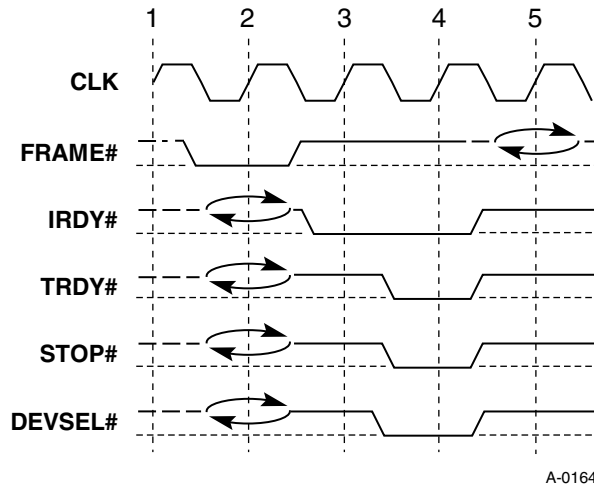 1 2 3 4 5
CLK
FRAME#
IRDY#
TRDY#
STOP#
DEVSEL#
A-0164